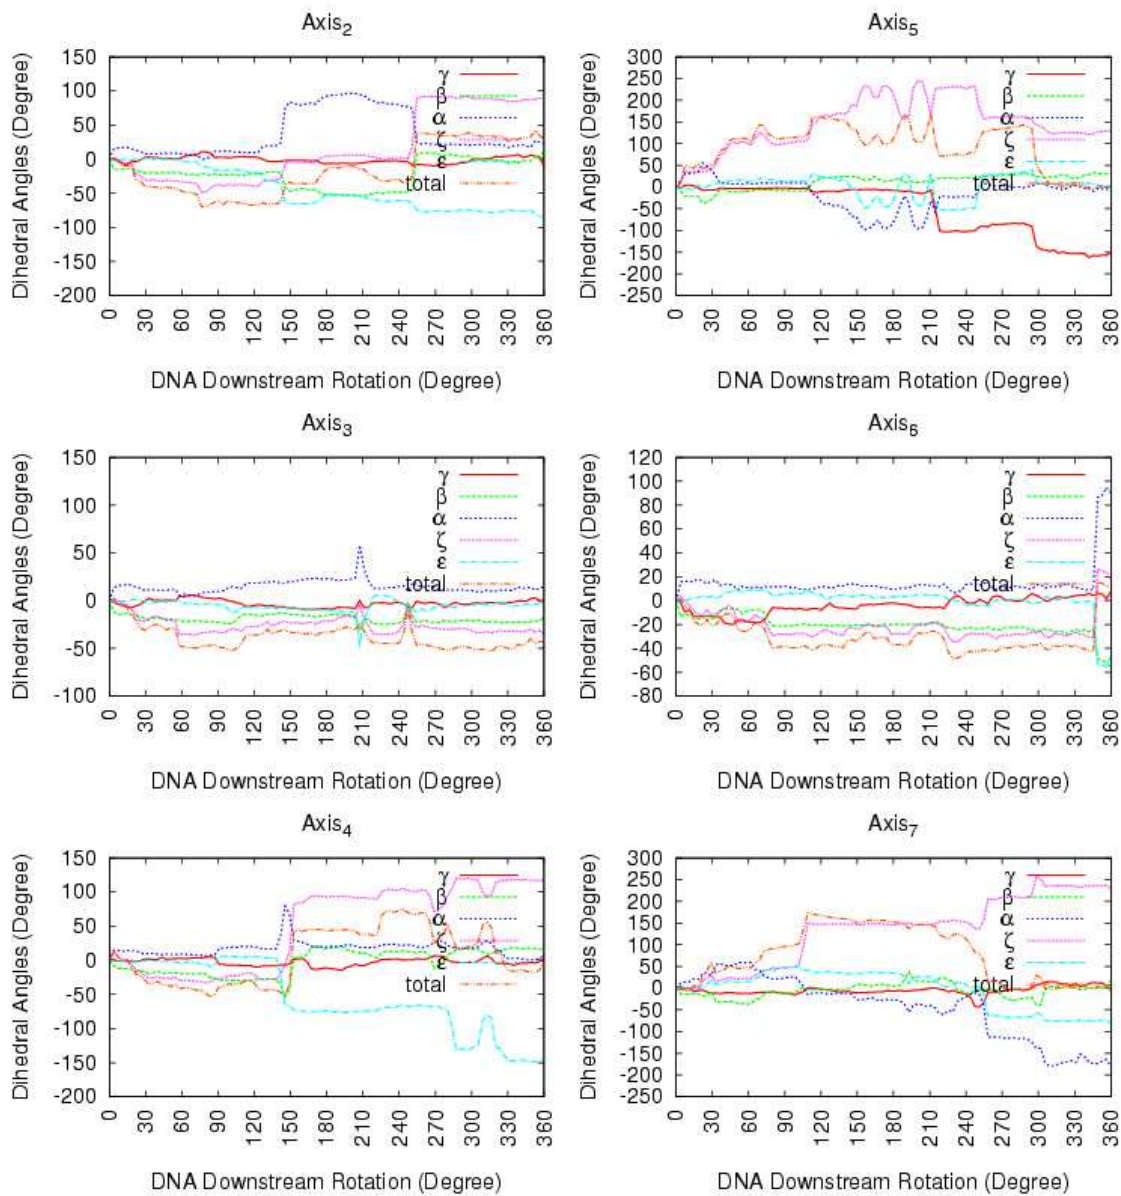 Axis2
Dihedral Angles (Degree)
150
100
50
0
-50
-100
-150
-200
γ
β
α
ζ
ε
total
0 30 60 90 120 150 180 210 240 270 300 330 360
DNA Downstream Rotation (Degree)
Axis5
Dihedral Angles (Degree)
300
250
200
150
100
50
0
-50
-100
-150
-200
-250
γ
β
α
ζ
ε
total
0 30 60 90 120 150 180 210 240 270 300 330 360
DNA Downstream Rotation (Degree)
Axis3
Dihedral Angles (Degree)
150
100
50
0
-50
-100
γ
β
α
ζ
ε
total
0 30 60 90 120 150 180 210 240 270 300 330 360
DNA Downstream Rotation (Degree)
Axis6
Dihedral Angles (Degree)
120
100
80
60
40
20
0
-20
-40
-60
-80
γ
β
α
ζ
ε
total
0 30 60 90 120 150 180 210 240 270 300 330 360
DNA Downstream Rotation (Degree)
Axis4
Dihedral Angles (Degree)
150
100
50
0
-50
-100
-150
-200
γ
β
α
ζ
ε
total
0 30 60 90 120 150 180 210 240 270 300 330 360
DNA Downstream Rotation (Degree)
Axis7
Dihedral Angles (Degree)
300
250
200
150
100
50
0
-50
-100
-150
-200
-250
γ
β
α
ζ
ε
total
0 30 60 90 120 150 180 210 240 270 300 330 360
DNA Downstream Rotation (Degree)